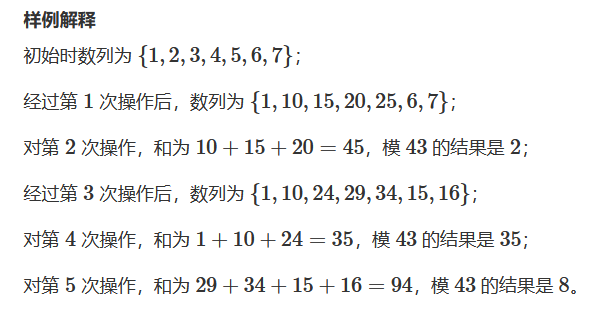 样例解释
初始时数列为 {1, 2, 3, 4, 5, 6, 7};
经过第 1 次操作后，数列为 {1, 10, 15, 20, 25, 6, 7};
对第 2 次操作，和为 10 + 15 + 20 = 45，模 43 的结果是 2；
经过第 3 次操作后，数列为 {1, 10, 24, 29, 34, 15, 16};
对第 4 次操作，和为 1 + 10 + 24 = 35，模 43 的结果是 35；
对第 5 次操作，和为 29 + 34 + 15 + 16 = 94，模 43 的结果是 8。